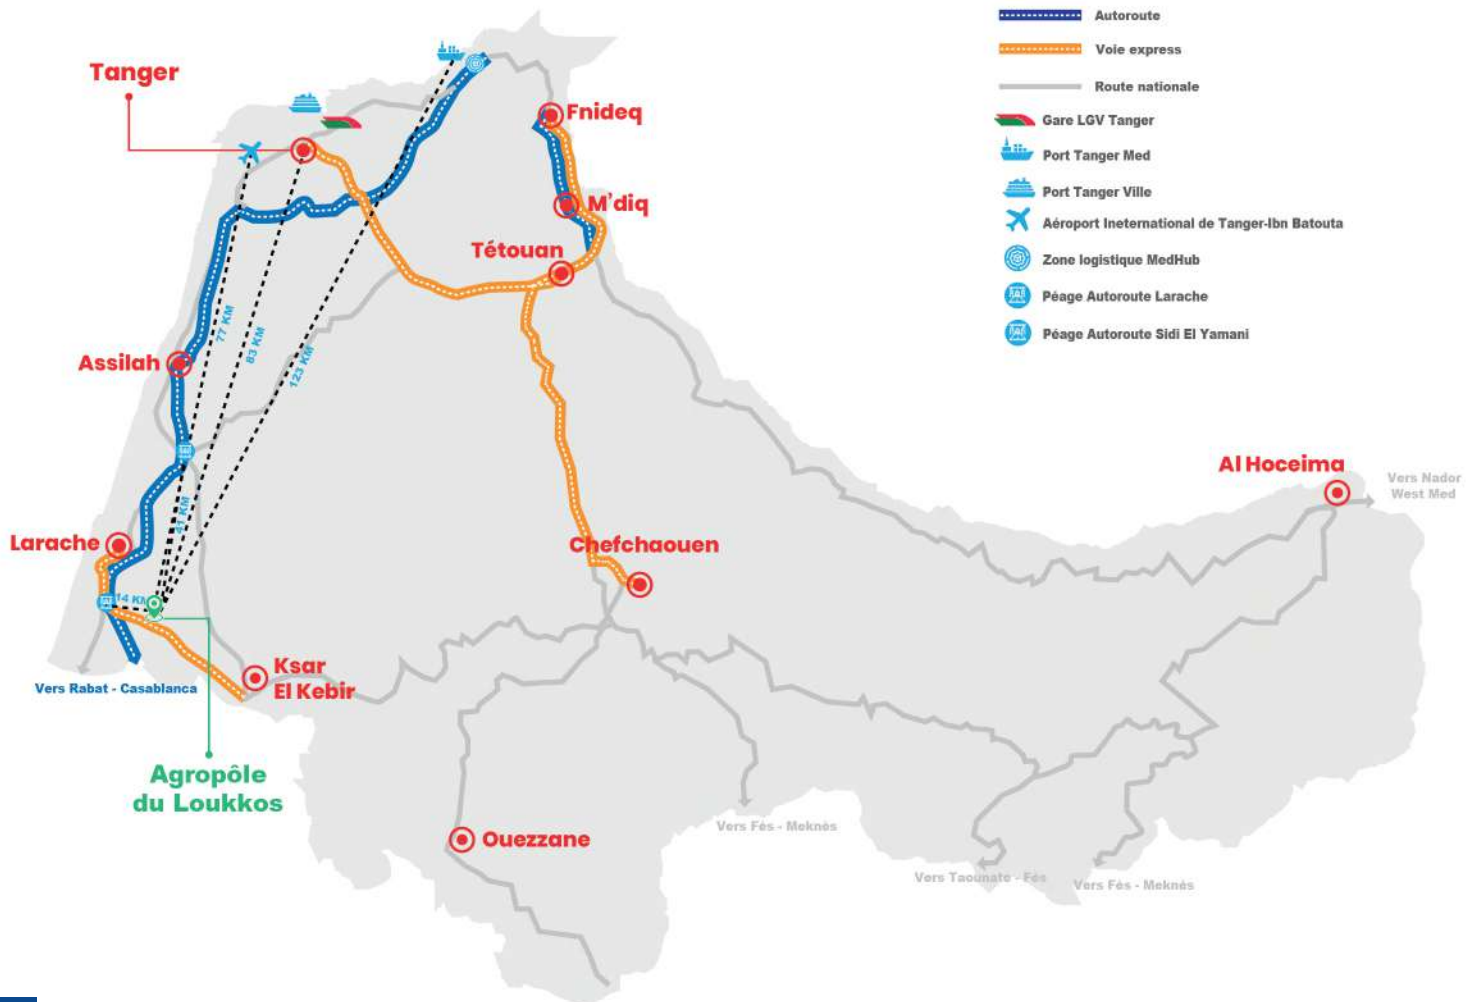 Autoroute
Voie express
Route nationale
Gare LGV Tanger
Port Tanger Med
Port Tanger Ville
Aéroport Ineternational de Tanger-Ibn Batouta
Zone logistique MedHub
Péage Autoroute Larache
Péage Autoroute Sidi El Yamani
Tanger
Fnideq
M'diq
Tétouan
77 KM
83 KM
123 KM
Assilah
Al Hoceima
Vers Nador
West Med
41 KM
Larache
Chefchaouen
14 KM
Ksar
El Kebir
Vers Rabat - Casablanca
Agropôle
du Loukkos
Ouezzane
Vers Fès - Meknès
Vers Taounate - Fès
Vers Fès - Meknès